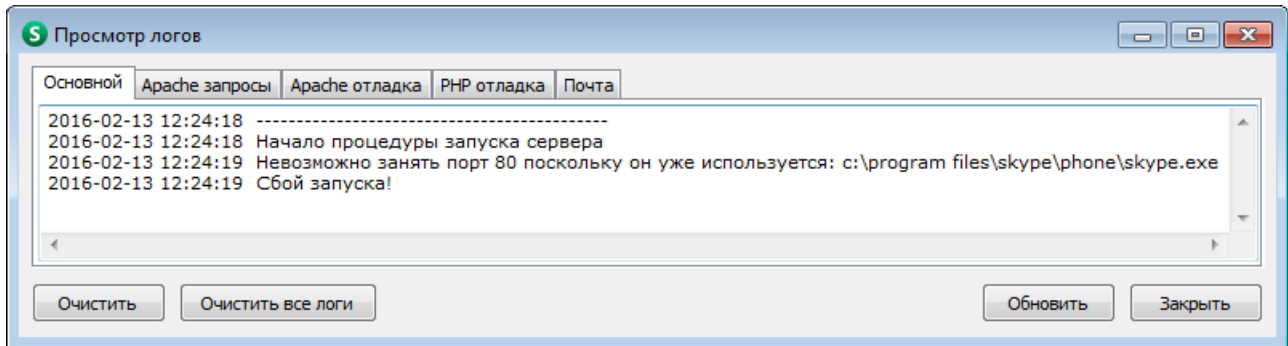 S Просмотр логов
Основной Apache запросы Apache отладка PHP отладка Почта
2016-02-13 12:24:18 --------------------------------------------
2016-02-13 12:24:18 Начало процедуры запуска сервера
2016-02-13 12:24:19 Невозможно занять порт 80 поскольку он уже используется: c:\program files\skype\phone\skype.exe
2016-02-13 12:24:19 Сбой запуска!
Очистить Очистить все логи Обновить Закрыть